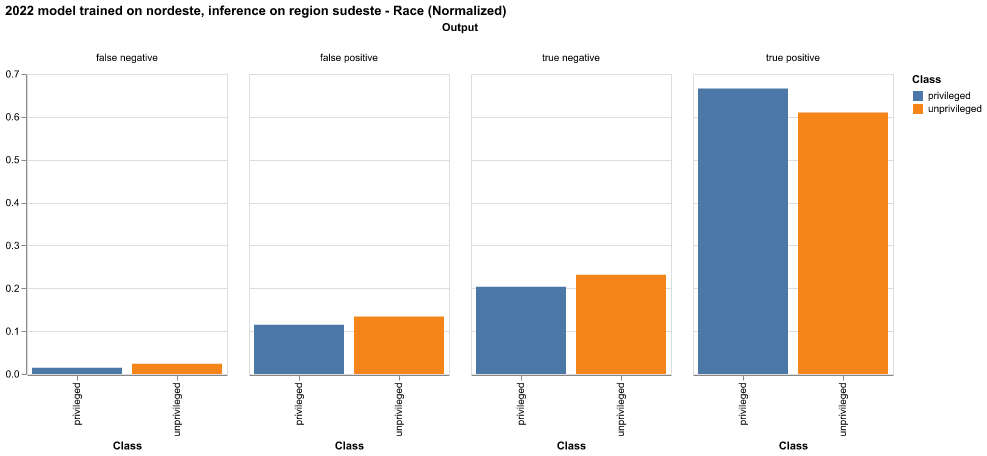 2022 model trained on nordeste, inference on region sudeste - Race (Normalized)
Output
false negative
false positive
true negative
true positive
0.7
0.6
0.5
0.4
0.3
0.2
0.1
0.0
privileged
unprivileged
privileged
unprivileged
privileged
unprivileged
privileged
unprivileged
Class
Class
Class
Class
Class
privileged
unprivileged